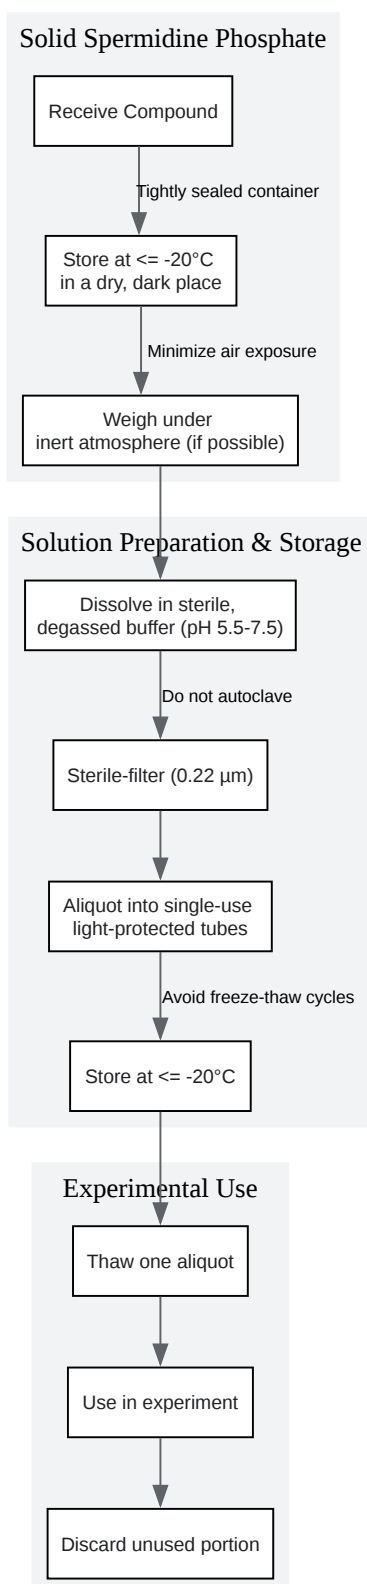 Solid Spermidine Phosphate
Receive Compound
Tightly sealed container
Store at <= -20°C
in a dry, dark place
Minimize air exposure
Weigh under
inert atmosphere (if possible)
Solution Preparation & Storage
Dissolve in sterile,
degassed buffer (pH 5.5-7.5)
Do not autoclave
Sterile-filter (0.22 µm)
Aliquot into single-use
light-protected tubes
Avoid freeze-thaw cycles
Store at <= -20°C
Experimental Use
Thaw one aliquot
Use in experiment
Discard unused portion